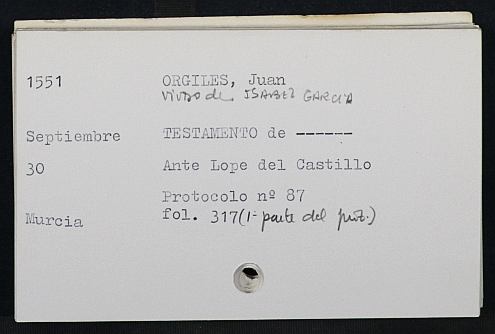 1551 ORGILES, Juan
viudo de ISABEL GARCIA
Septiembre TESTAMENTO de ------
30 Ante Lope del Castillo
Protocolo nº 87
Murcia fol. 317(1ª parte del prot.)